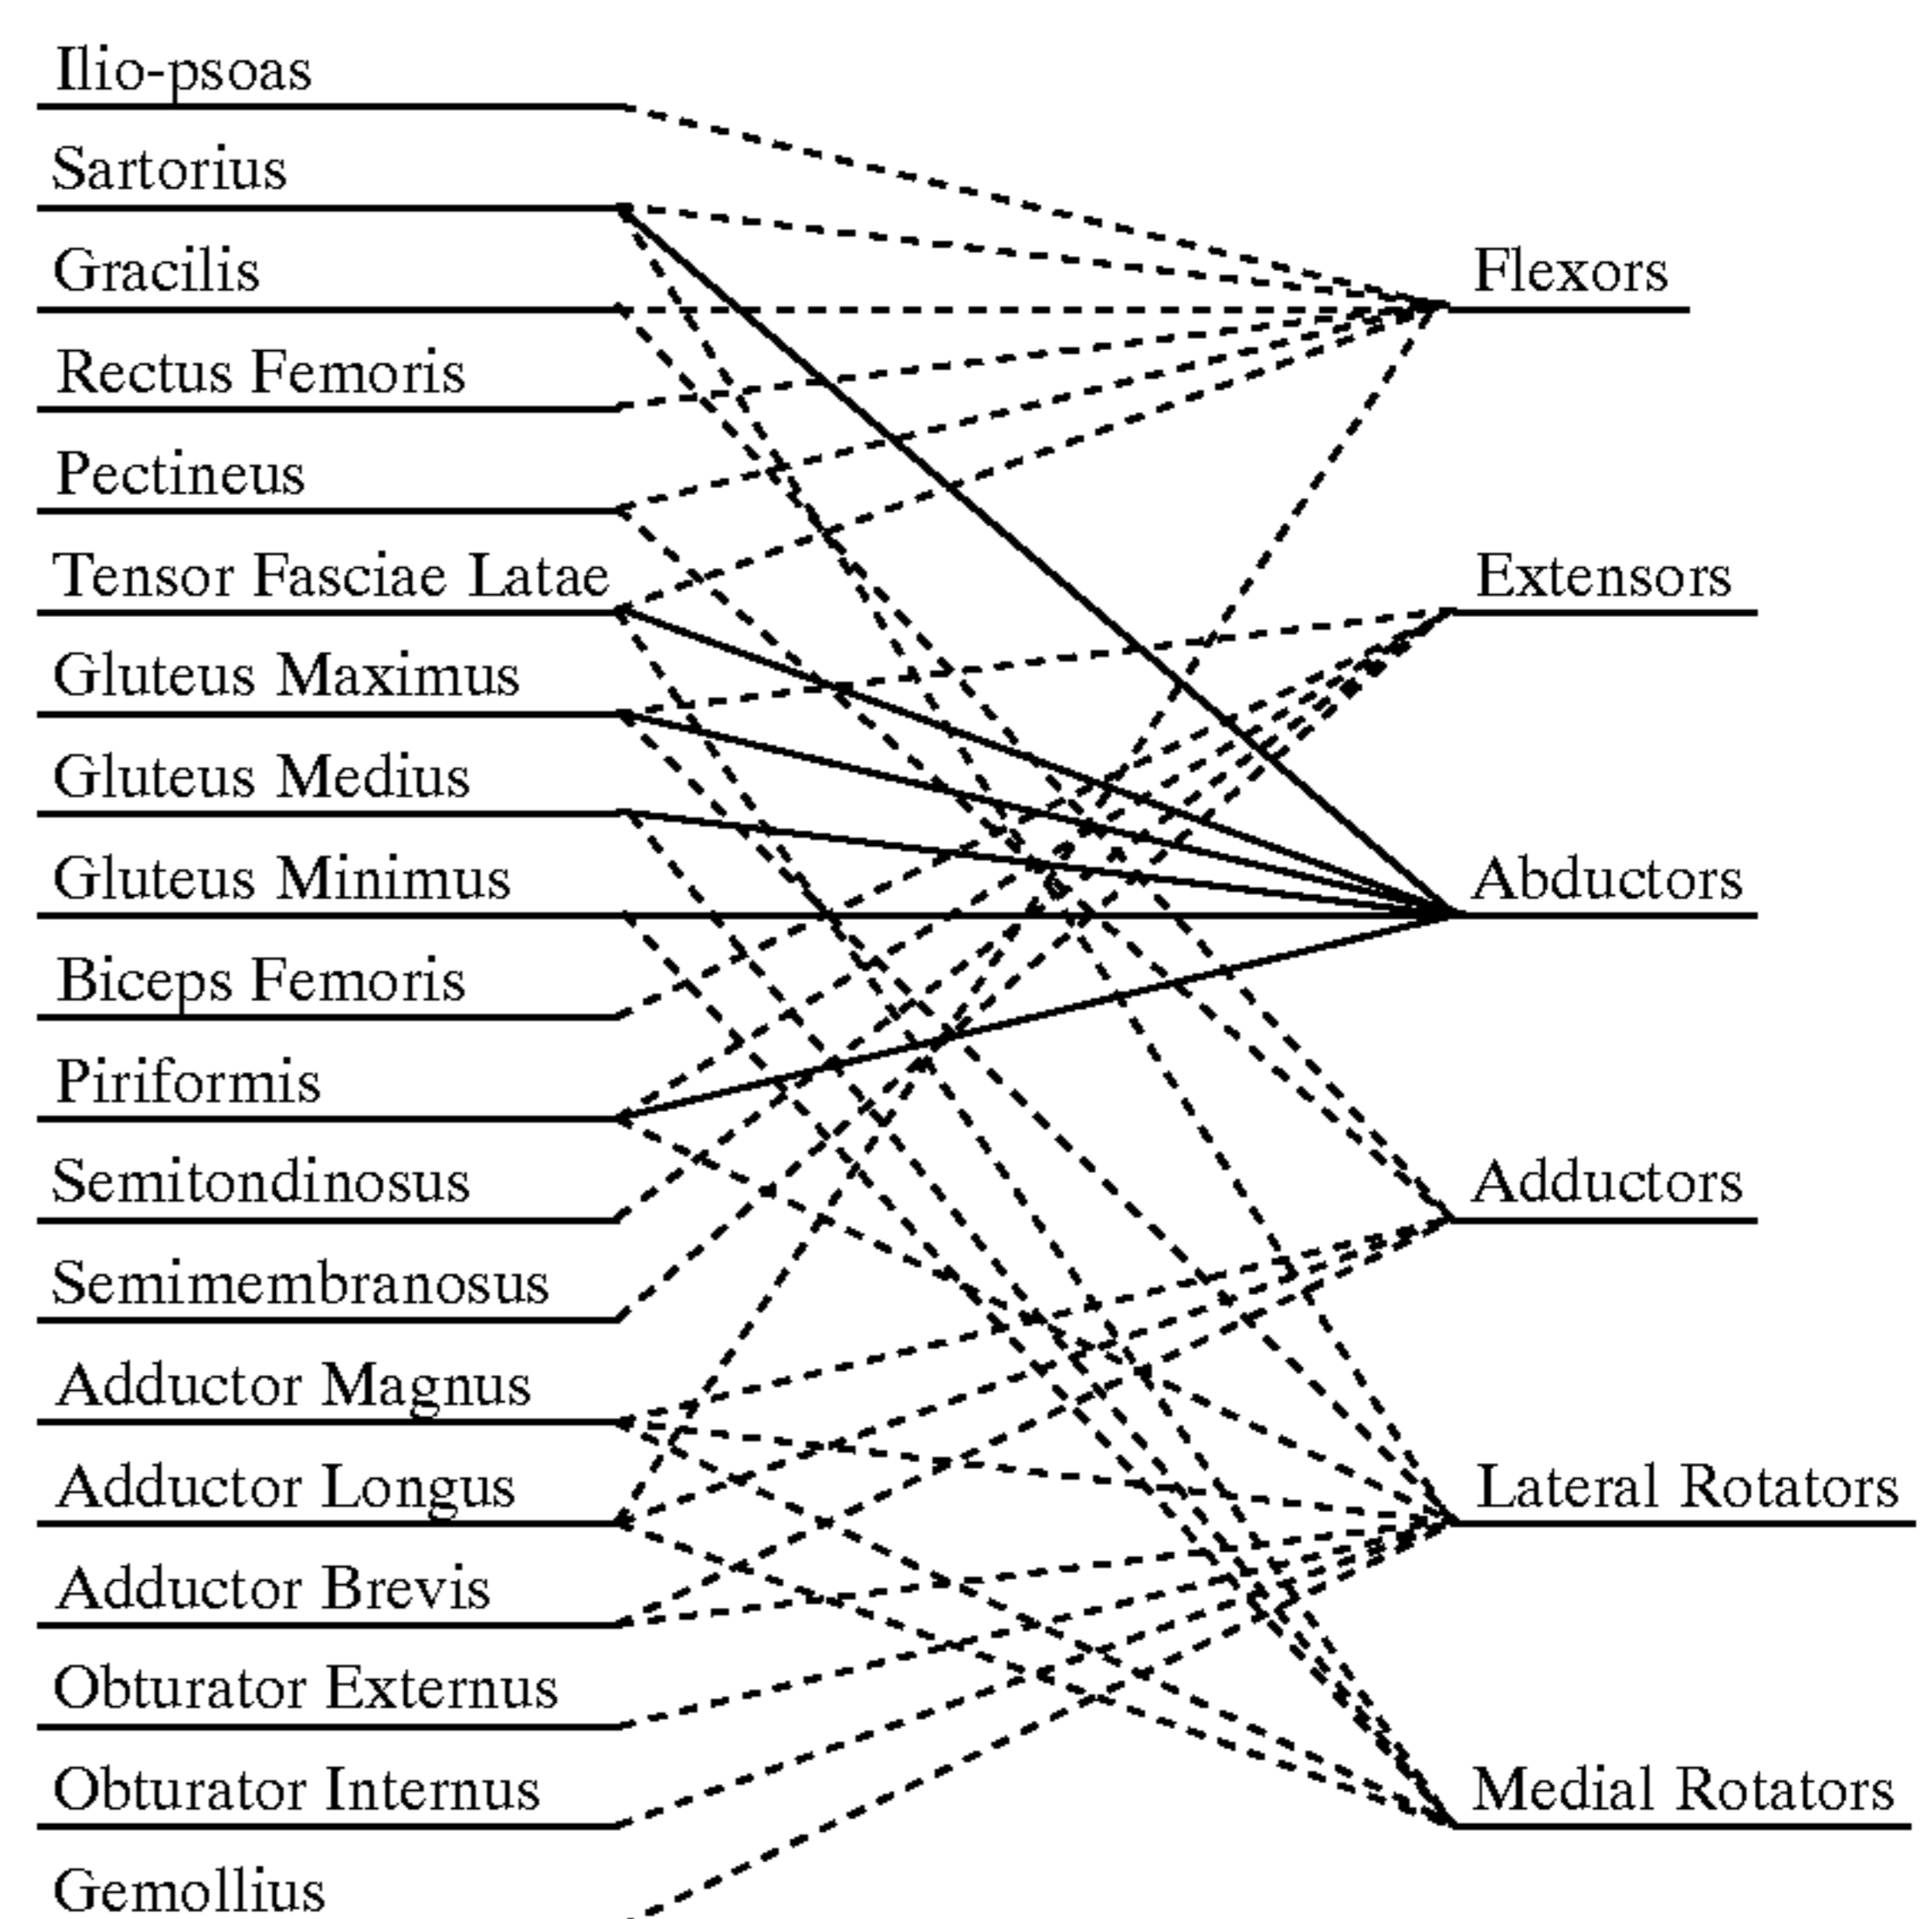 Ilio-psoas
Sartorius
Gracilis
Rectus Femoris
Pectineus
Tensor Fasciae Latae
Gluteus Maximus
Gluteus Medius
Gluteus Minimus
Biceps Femoris
Piriformis
Semitondinosus
Semimembranosus
Adductor Magnus
Adductor Longus
Adductor Brevis
Obturator Externus
Obturator Internus
Gemollius
Flexors
Extensors
Abductors
Adductors
Lateral Rotators
Medial Rotators